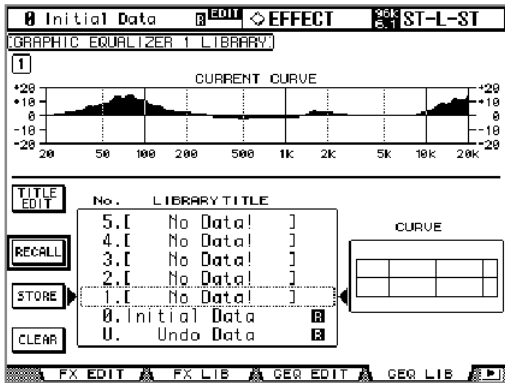 0 Initial Data R EDIT ◇EFFECT 96k 6.1 ST-L-ST
GRAPHIC EQUALIZER 1 LIBRARY
1
CURRENT CURVE
+20 +20
+10 +10
0 0
-10 -10
-20 -20
20 50 100 200 500 1K 2K 5K 10K 20K
TITLE EDIT
No. LIBRARY TITLE
5.[ No Data! ]
CURVE
4.[ No Data! ]
RECALL
3.[ No Data! ]
2.[ No Data! ]
STORE
1.[ No Data! ]
0.Initial Data R
CLEAR
U. Undo Data R
FX EDIT FX LIB GEQ EDIT GEQ LIB